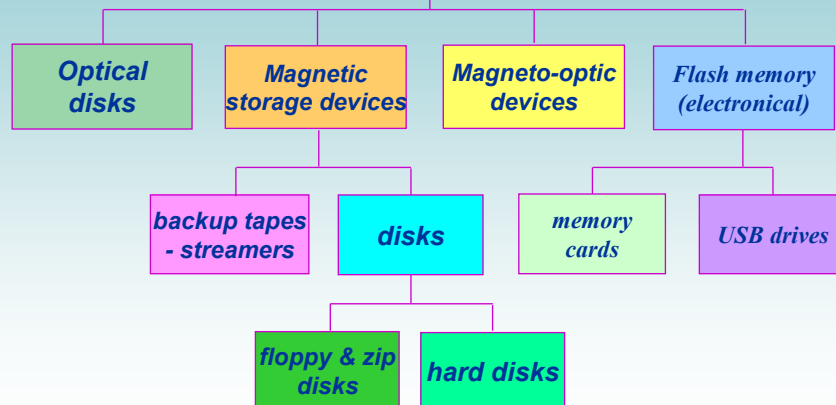 Optical
disks
Magnetic
storage devices
Magneto-optic
devices
Flash memory
(electronical)
backup tapes
- streamers
disks
memory
cards
USB drives
floppy & zip
disks
hard disks